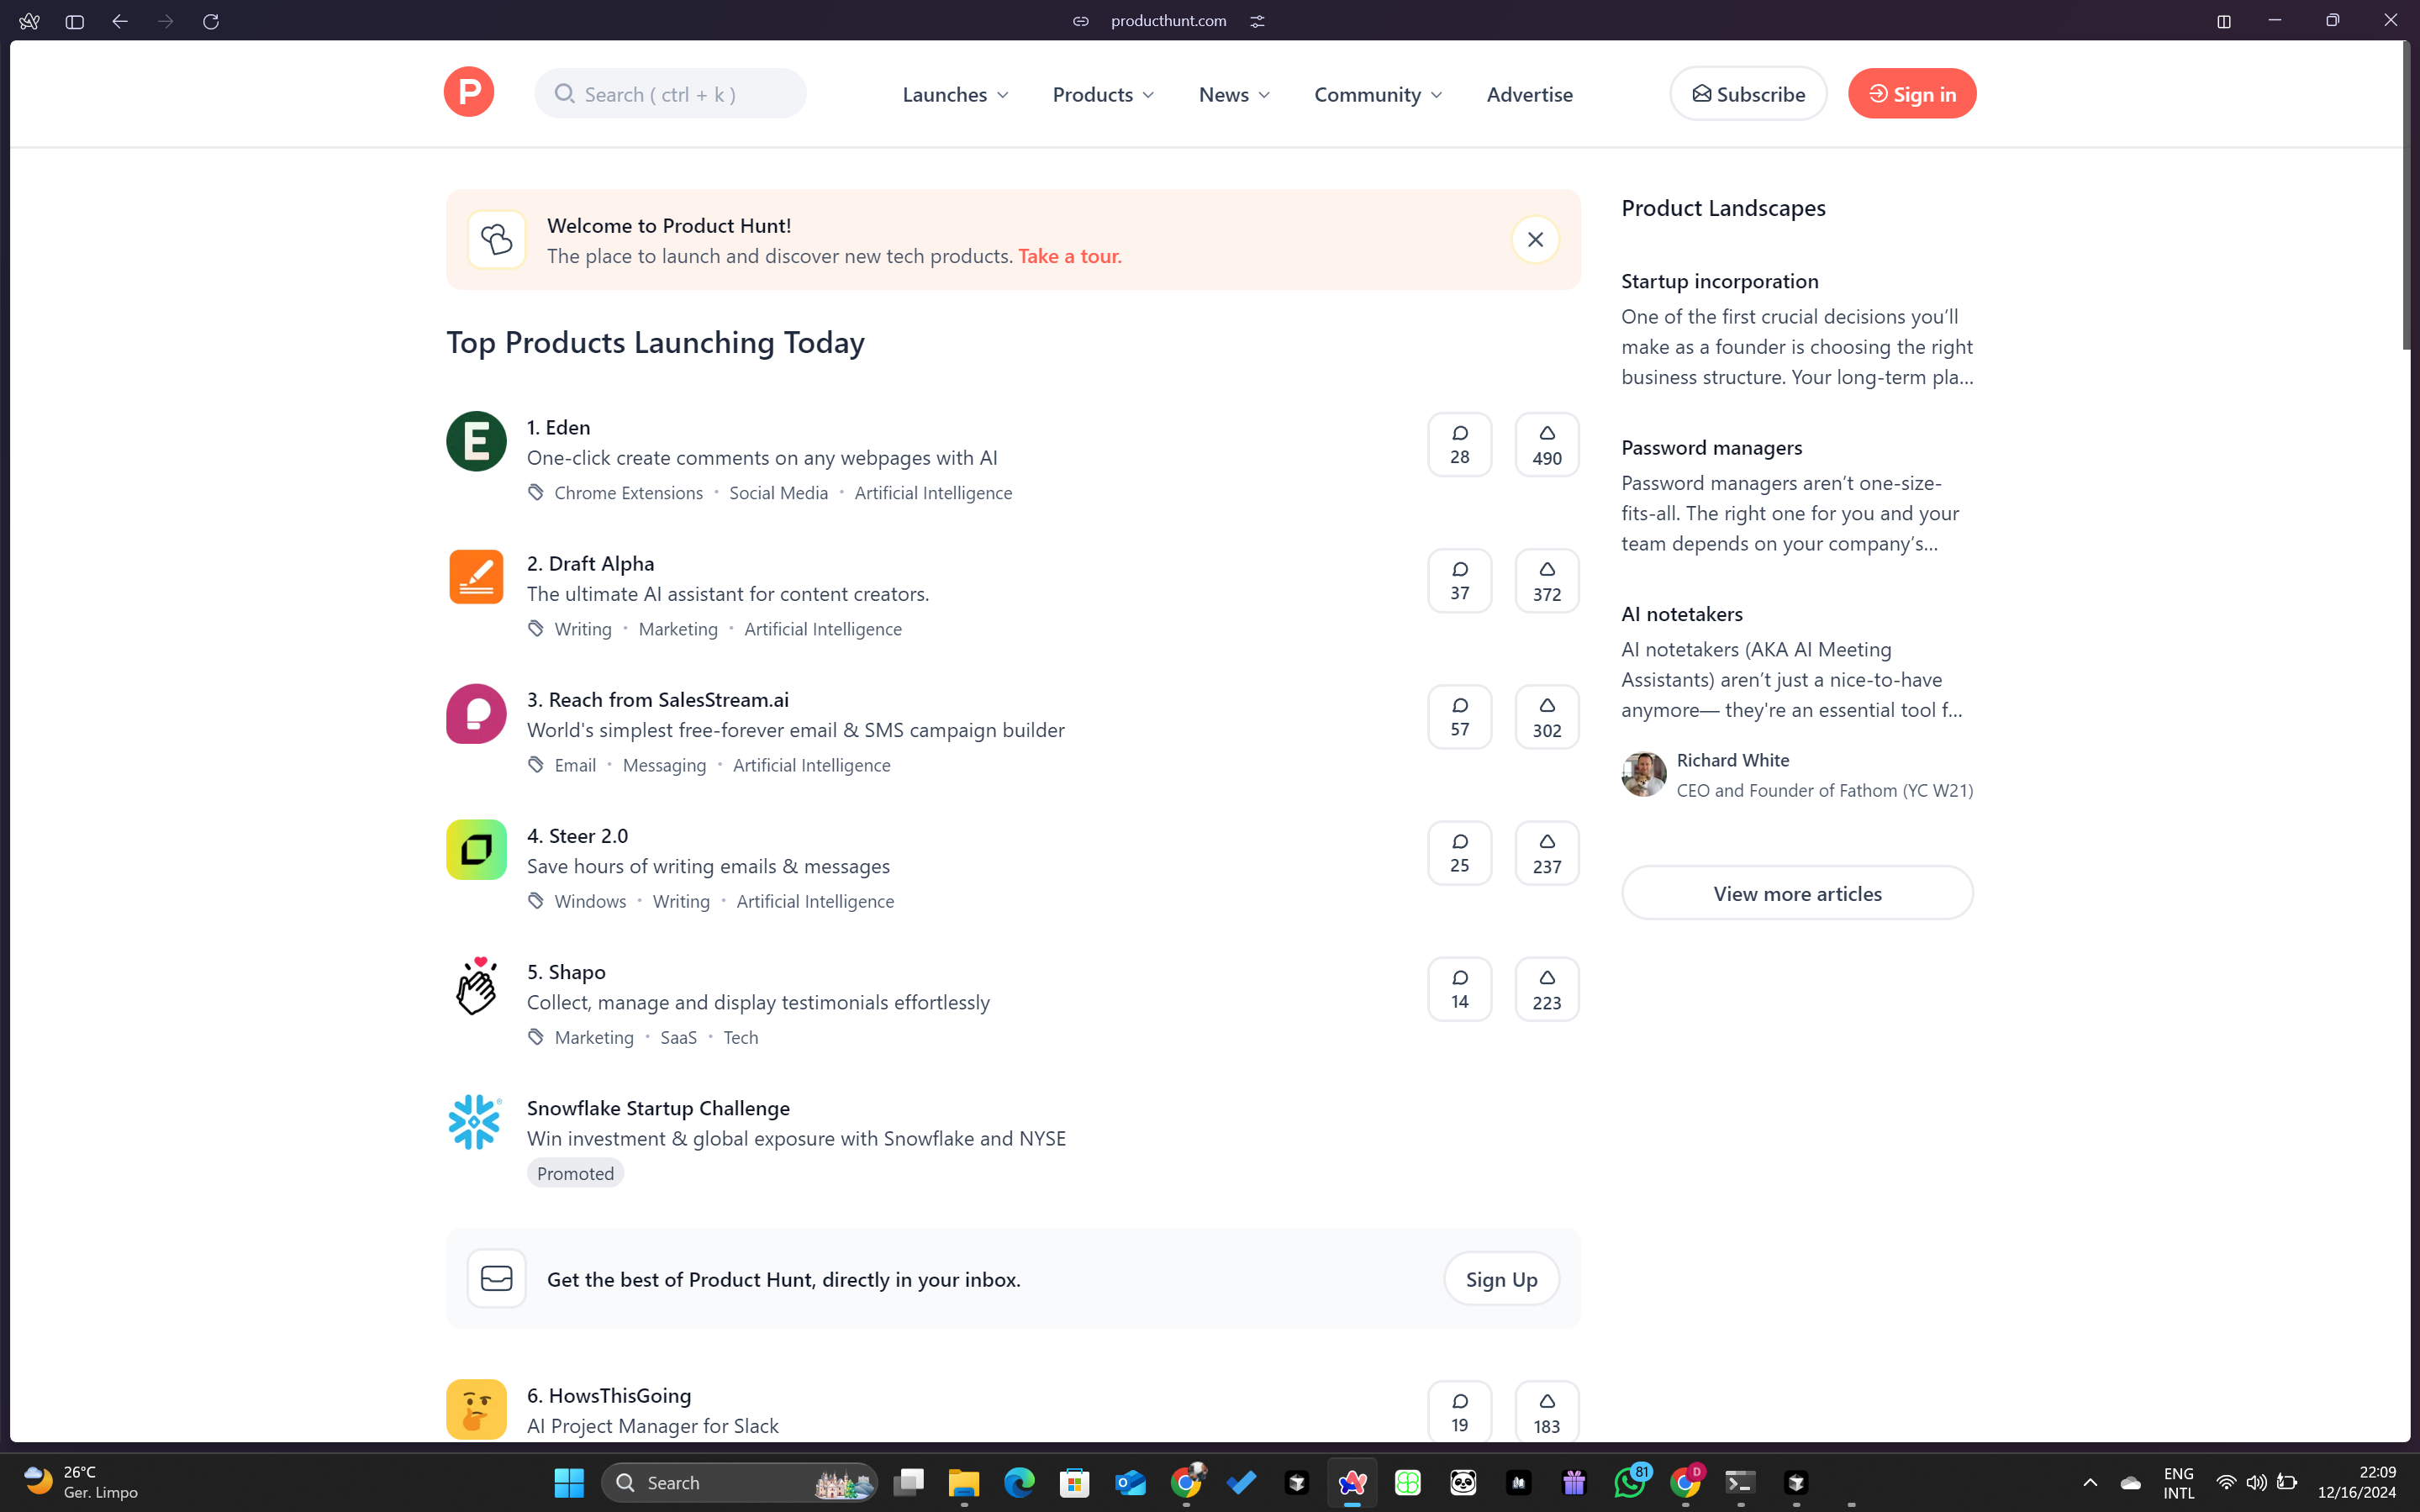 producthunt.com
P
Search ( ctrl + k )
Launches
Products
News
Community
Advertise
Subscribe
Sign in
Welcome to Product Hunt!
The place to launch and discover new tech products. Take a tour.
Top Products Launching Today
E
1. Eden
One-click create comments on any webpages with AI
Chrome Extensions • Social Media • Artificial Intelligence
28
490
2. Draft Alpha
The ultimate AI assistant for content creators.
Writing • Marketing • Artificial Intelligence
37
372
3. Reach from SalesStream.ai
World's simplest free-forever email & SMS campaign builder
Email • Messaging • Artificial Intelligence
57
302
4. Steer 2.0
Save hours of writing emails & messages
Windows • Writing • Artificial Intelligence
25
237
5. Shapo
Collect, manage and display testimonials effortlessly
Marketing • SaaS • Tech
14
223
Snowflake Startup Challenge
Win investment & global exposure with Snowflake and NYSE
Promoted
Get the best of Product Hunt, directly in your inbox.
Sign Up
6. HowsThisGoing
AI Project Manager for Slack
19
183
Product Landscapes
Startup incorporation
One of the first crucial decisions you’ll
make as a founder is choosing the right
business structure. Your long-term pla...
Password managers
Password managers aren’t one-size-
fits-all. The right one for you and your
team depends on your company’s...
AI notetakers
AI notetakers (AKA AI Meeting
Assistants) aren’t just a nice-to-have
anymore— they're an essential tool f...
Richard White
CEO and Founder of Fathom (YC W21)
View more articles
26°C
Ger. Limpo
Search
81
D
ENG
INTL
22:09
12/16/2024